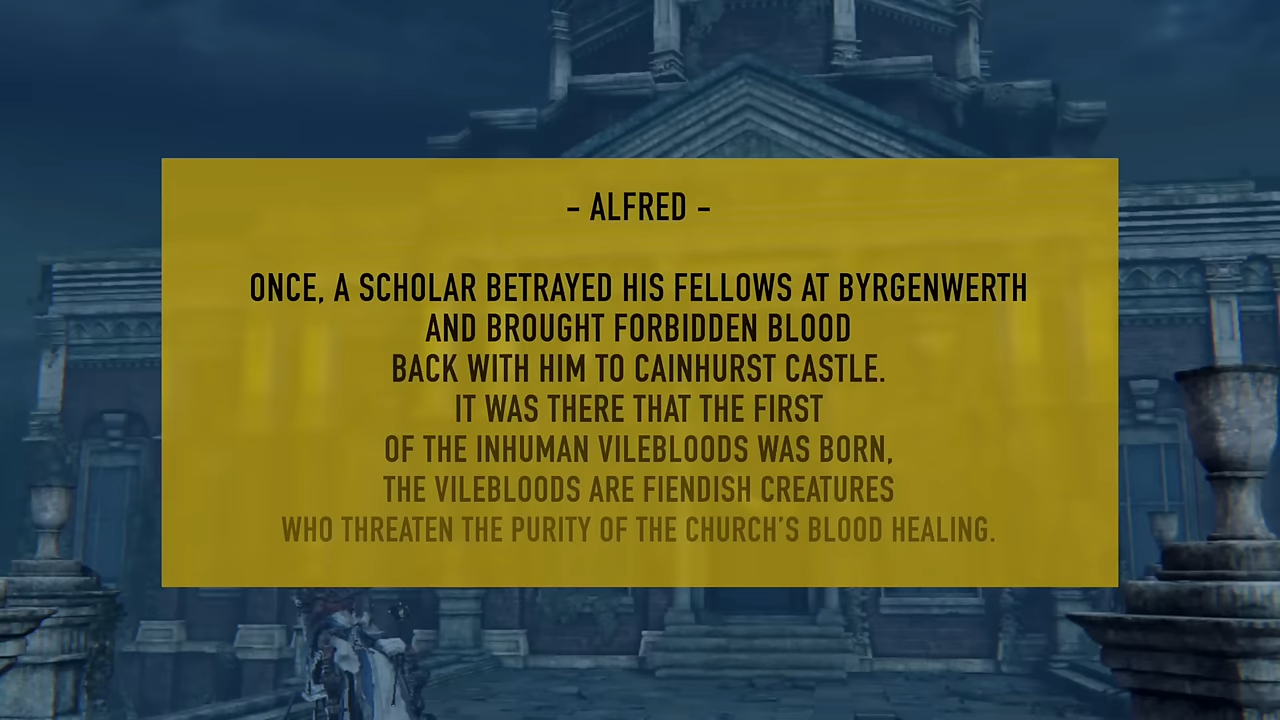 - ALFRED -
ONCE, A SCHOLAR BETRAYED HIS FELLOWS AT BYRGENWERTH
AND BROUGHT FORBIDDEN BLOOD
BACK WITH HIM TO CAINHURST CASTLE.
IT WAS THERE THAT THE FIRST
OF THE INHUMAN VILEBLOODS WAS BORN,
THE VILEBLOODS ARE FIENDISH CREATURES
WHO THREATEN THE PURITY OF THE CHURCH'S BLOOD HEALING.